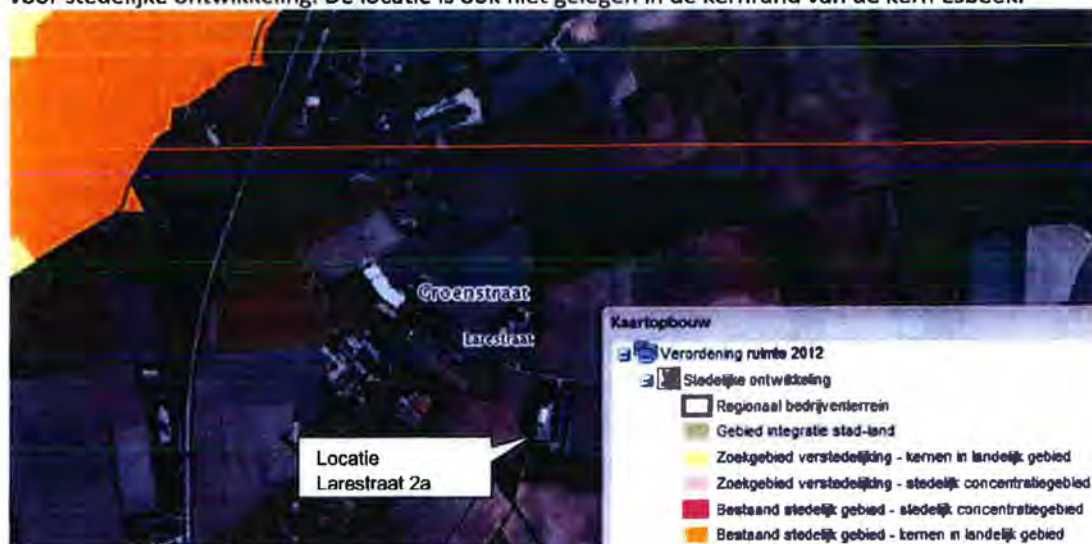 voor stedelijke ontwikkeling. De locatie is ook niet gelegen in de kernrand van de kern Esbeek.
Groenstraat
Larestraat
Locatie
Larestraat 2a
Kaartopbouw
Verordening ruimte 2012
Stedelijke ontwikkeling
Regionaal bedrijventerrein
Gebied integratie stad-land
Zoekgebied verstedelijking - kernen in landelijk gebied
Zoekgebied verstedelijking - stedelijk concentratiegebied
Bestaand stedelijk gebied - stedelijk concentratiegebied
Bestaand stedelijk gebied - kernen in landelijk gebied